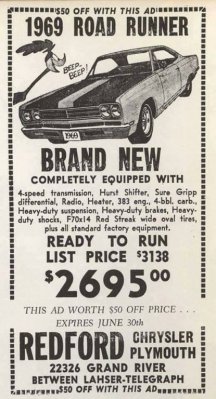 $50 OFF WITH THIS AD
1969 ROAD RUNNER
BEEP..
BEEP!
1969
BRAND NEW
COMPLETELY EQUIPPED WITH
4-speed transmission, Hurst Shifter, Sure Gripp
differential, Radio, Heater, 383 eng., 4-bbl. carb.,
Heavy-duty suspension, Heavy-duty brakes, Heavy-
duty shocks, F70x14 Red Streak wide oval tires,
plus all standard factory equipment.
READY TO RUN
LIST PRICE $3138
$2695⁰⁰
THIS AD WORTH $50 OFF PRICE . . .
EXPIRES JUNE 30th
REDFORD CHRYSLER
PLYMOUTH
22326 GRAND RIVER
BETWEEN LAHSER-TELEGRAPH
$50 OFF WITH THIS AD